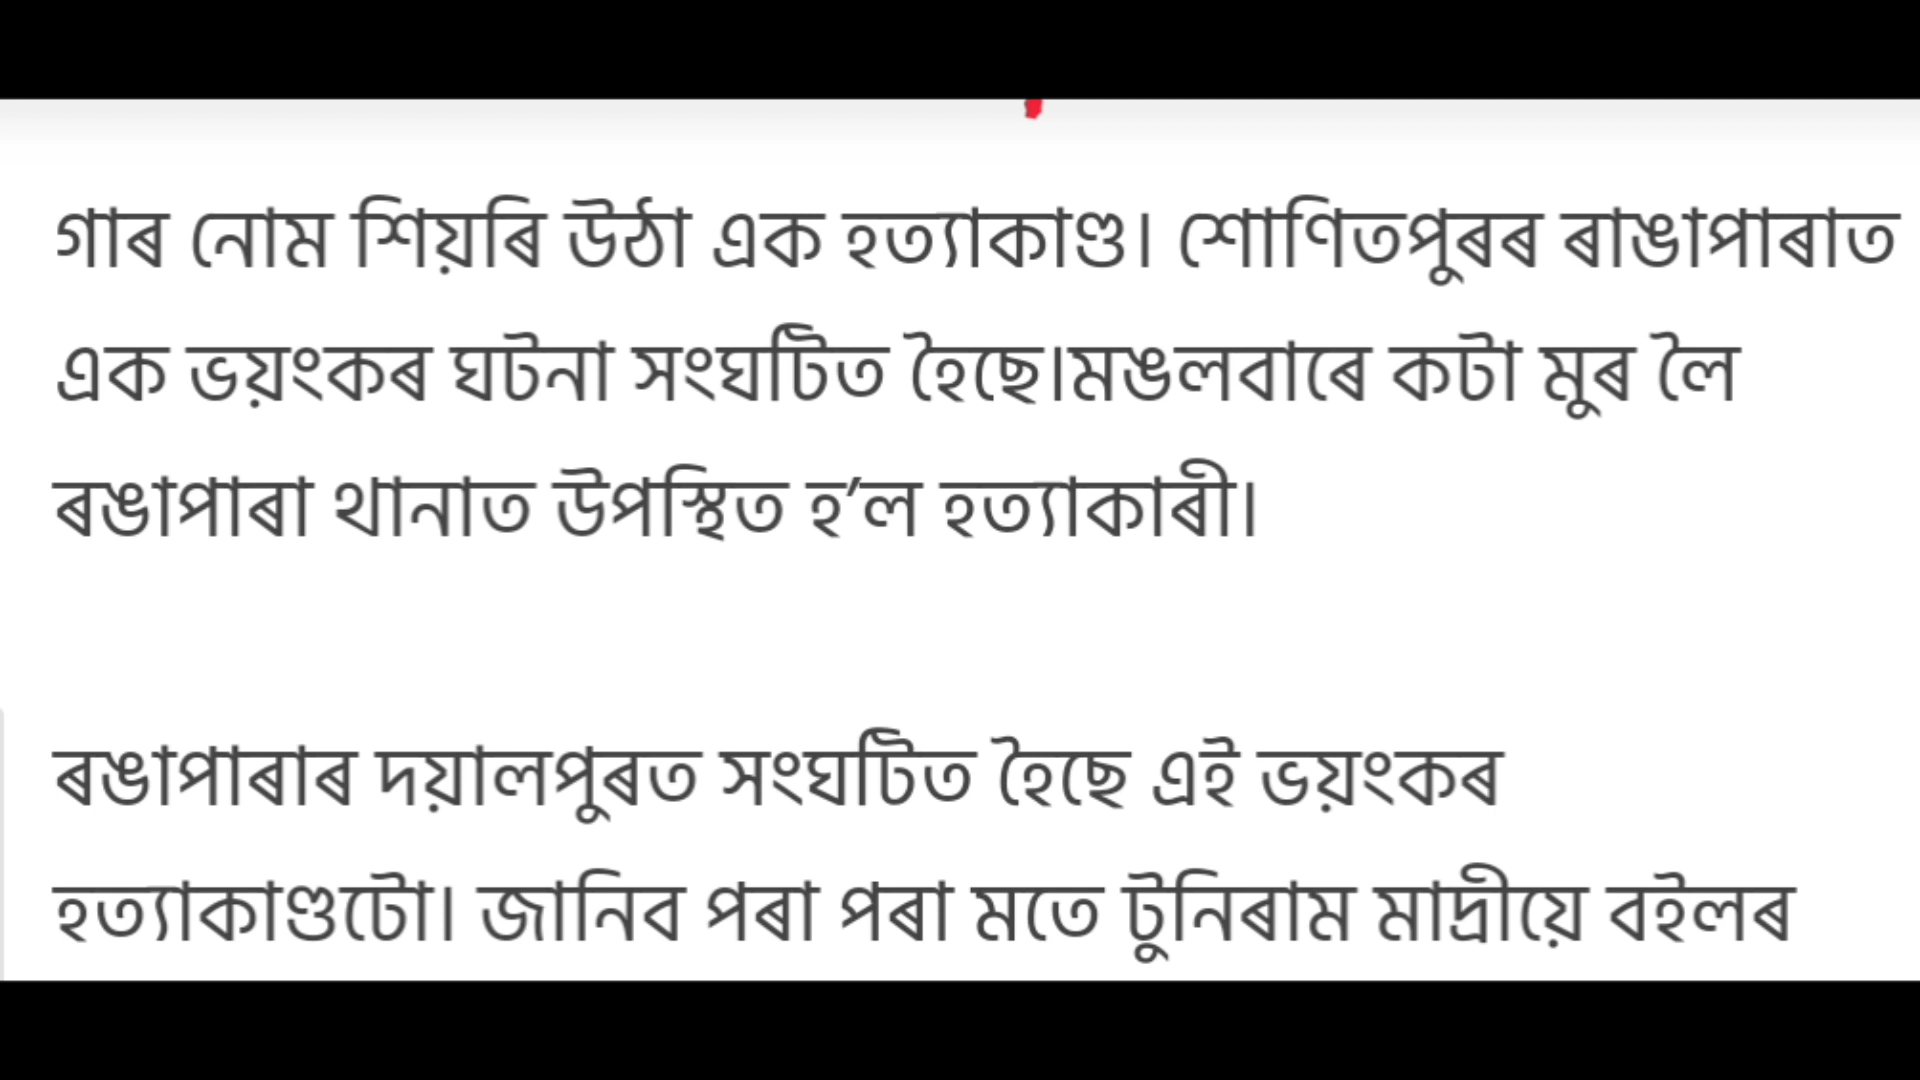 গাৰ নোম শিয়ৰি উঠা এক হত্যাকাণ্ড। শোণিতপুৰৰ ৰাঙাপাৰাত
এক ভয়ংকৰ ঘটনা সংঘটিত হৈছে।মঙলবাৰে কটা মুৰ লৈ
ৰঙাপাৰা থানাত উপস্থিত হ’ল হত্যাকাৰী।
ৰঙাপাৰাৰ দয়ালপুৰত সংঘটিত হৈছে এই ভয়ংকৰ
হত্যাকাণ্ডটো। জানিব পৰা পৰা মতে টুনিৰাম মাদ্ৰীয়ে বইলৰ